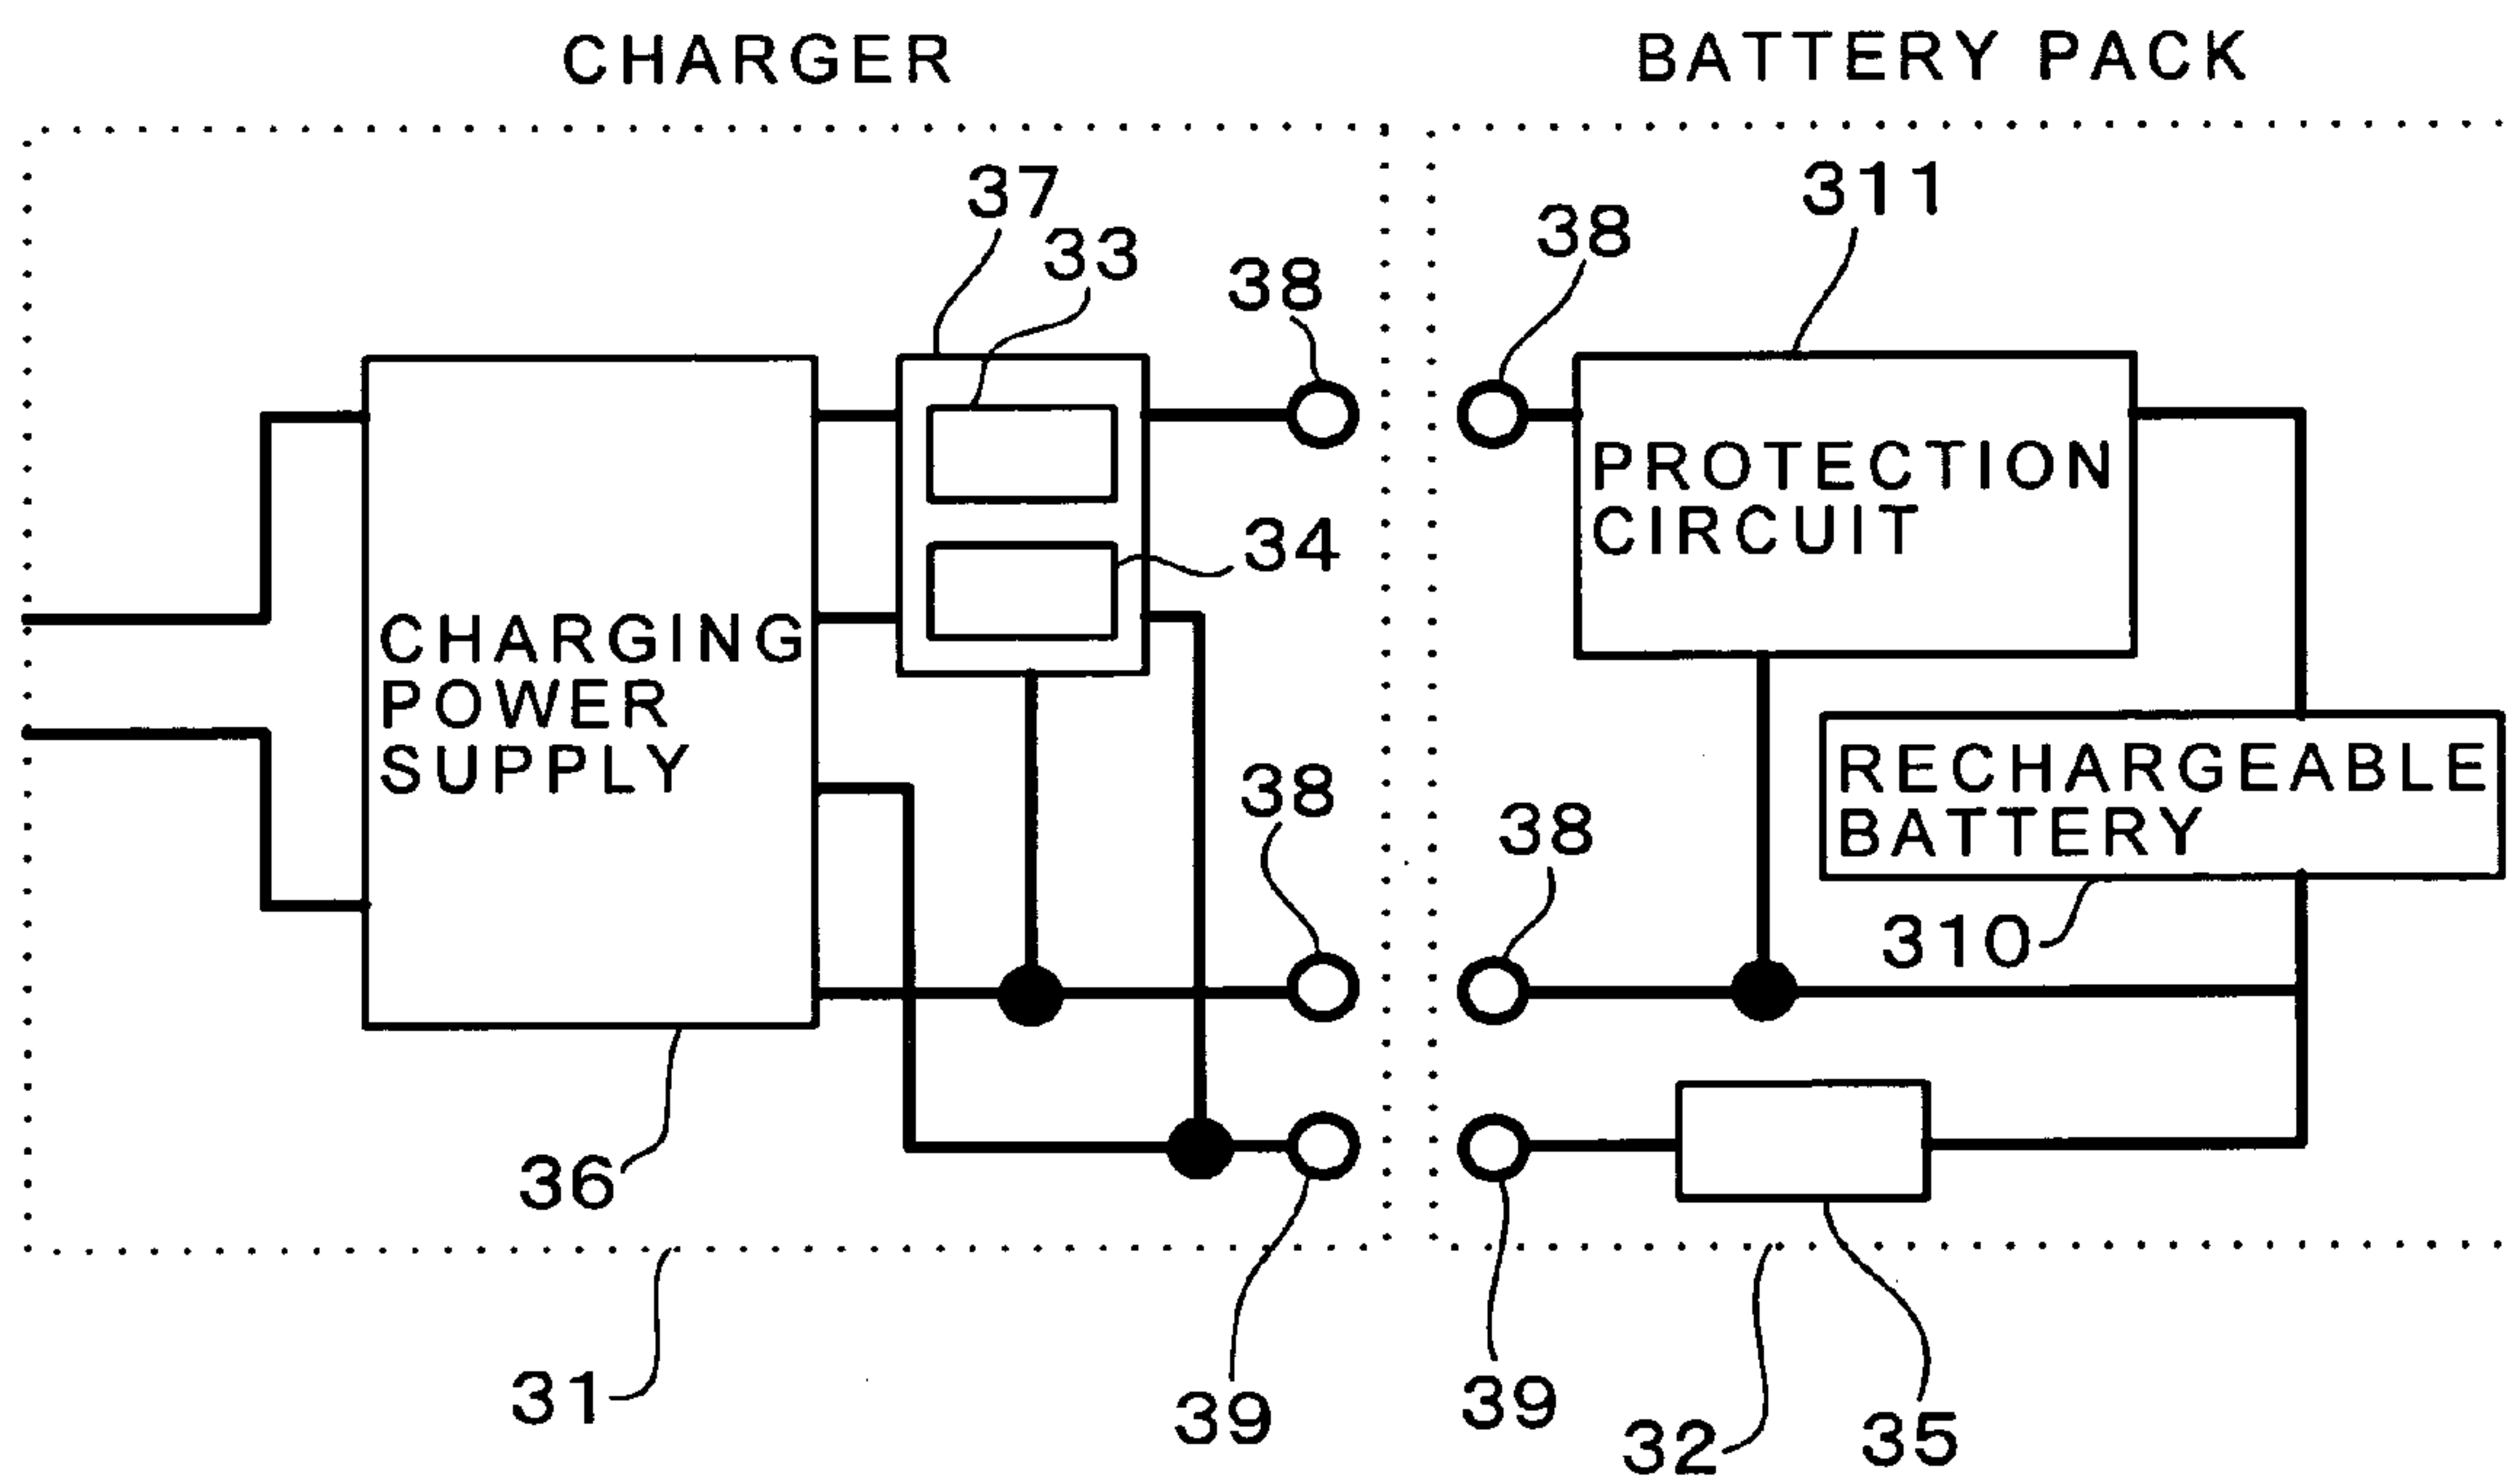 CHARGER
BATTERY PACK
37
33
38
38
311
34
PROTECTION
CIRCUIT
CHARGING
POWER
SUPPLY
38
38
RECHARGEABLE
BATTERY
310
36
31
39
39
32
35